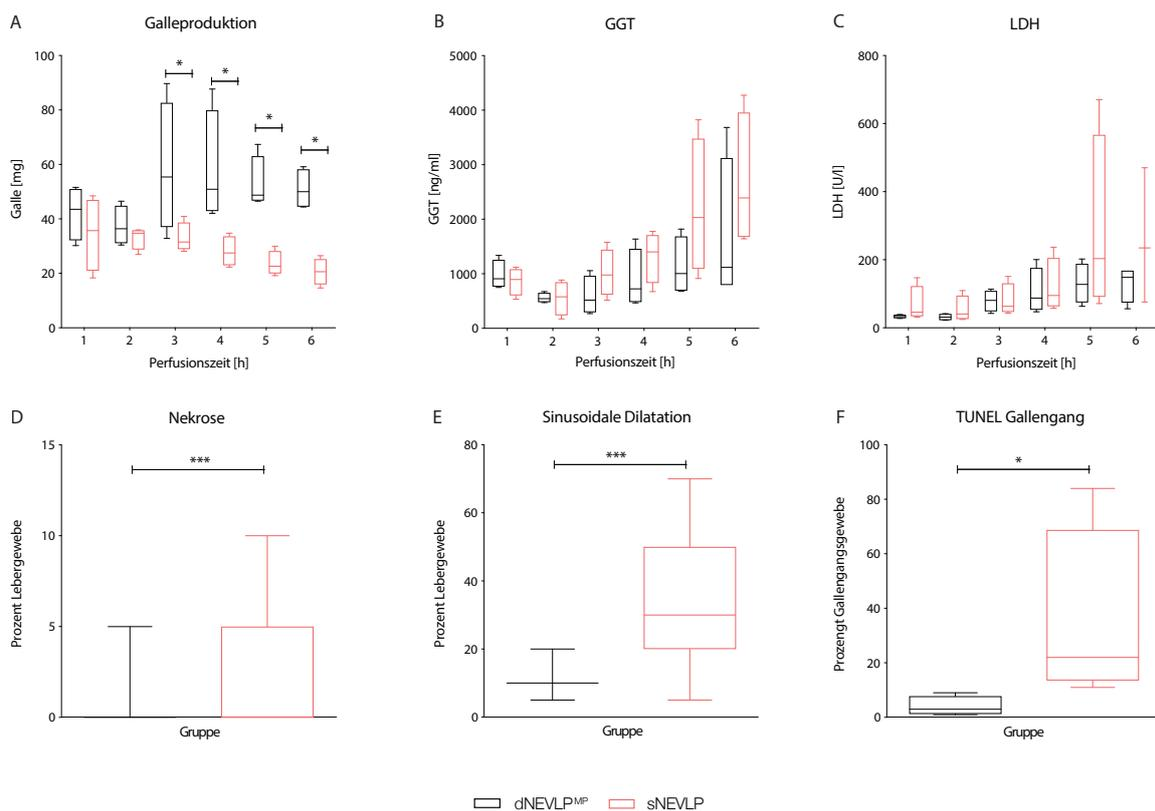 A
Galleproduktion
Galle [mg]
100
80
60
40
20
0
* * * *
1 2 3 4 5 6
Perfusionszeit [h]
B
GGT
GGT [ng/ml]
5000
4000
3000
2000
1000
0
1 2 3 4 5 6
Perfusionszeit [h]
C
LDH
LDH [U/l]
800
600
400
200
0
1 2 3 4 5 6
Perfusionszeit [h]
D
Nekrose
Prozent Lebergewebe
15
10
5
0
***
Gruppe
E
Sinusoidale Dilatation
Prozent Lebergewebe
80
60
40
20
0
***
Gruppe
F
TUNEL Gallengang
Prozengt Gallengangsgewebe
100
80
60
40
20
0
*
Gruppe
dNEVLPᴹᴾ sNEVLP